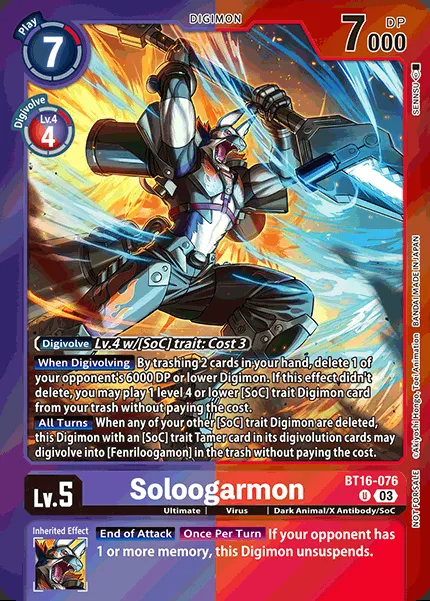 Play
7
DIGIMON
7000
DP
Digivolve
Lv.4
4
SENNSU
Digivolve Lv.4 w/[SoC] trait: Cost 3
When Digivolving By trashing 2 cards in your hand, delete 1 of
your opponent's 6000 DP or lower Digimon. If this effect didn't
delete, you may play 1 level 4 or lower [SoC] trait Digimon card
from your trash without paying the cost.
All Turns When any of your other [SoC] trait Digimon are deleted,
this Digimon with an [SoC] trait Tamer card in its digivolution cards may
digivolve into [Fenriloogamon] in the trash without paying the cost.
©Akiyoshi Hongo, Toei Animation BANDAI MADE IN JAPAN
NOT FOR SALE
Lv.5
Soloogarmon
BT16-076
U 03
Ultimate | Virus | Dark Animal/X Antibody/SoC
Inherited Effect
End of Attack Once Per Turn If your opponent has
1 or more memory, this Digimon unsuspends.